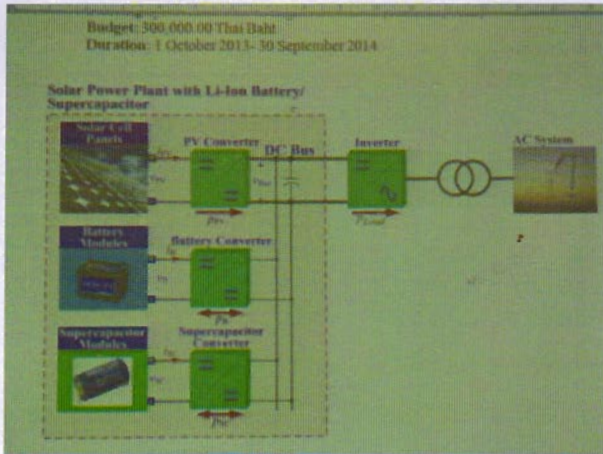 Budget: 300,000.00 Thai Baht
Duration: 1 October 2013- 30 September 2014
Solar Power Plant with Li-Ion Battery/
Supercapacitor
Solar Cell
Panels
PV Converter
DC Bus
Inverter
AC System
Battery
Modules
Battery Converter
Supercapacitor
Modules
Supercapacitor
Converter